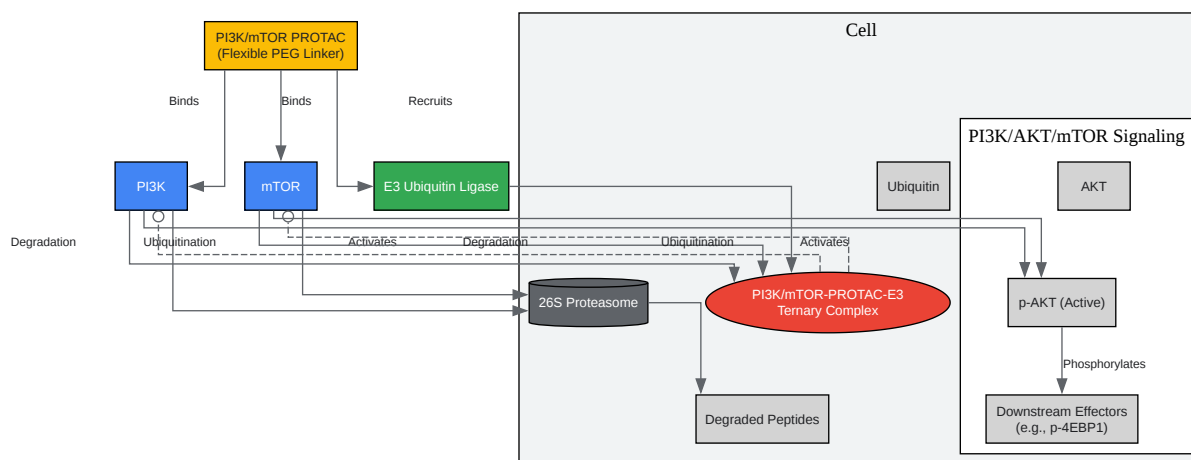 PI3K/mTOR PROTAC
(Flexible PEG Linker)
Cell
Binds
Binds
Recruits
PI3K/AKT/mTOR Signaling
PI3K
mTOR
E3 Ubiquitin Ligase
Ubiquitin
AKT
Degradation
Ubiquitination
Activates
Degradation
Ubiquitination
Activates
26S Proteasome
PI3K/mTOR-PROTAC-E3
Ternary Complex
p-AKT (Active)
Phosphorylates
Degraded Peptides
Downstream Effectors
(e.g., p-4EBP1)